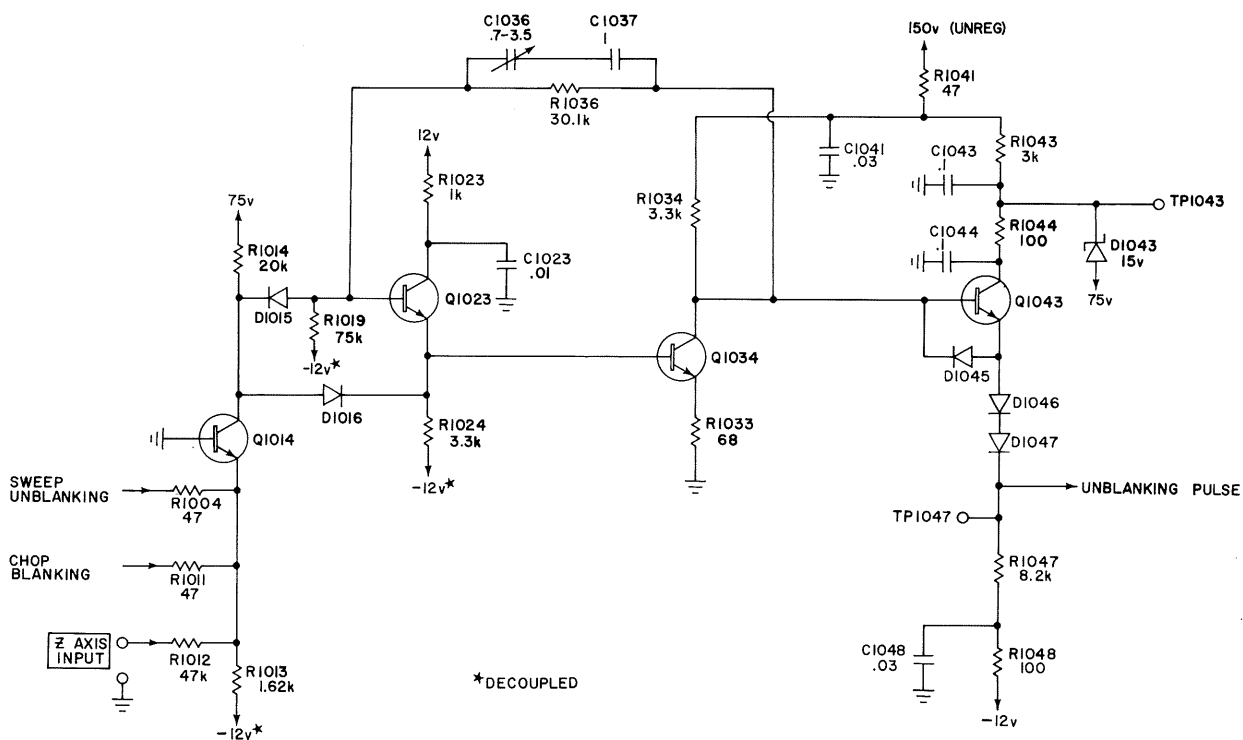 C1036
.7-3.5
C1037
1
R1036
30.1k
150v (UNREG)
R1041
47
12v
R1023
1k
C1041
.03
R1043
3k
C1043
.1
TP1043
R1034
3.3k
75v
R1014
20k
C1023
.01
C1044
.1
R1044
100
D1043
15v
75v
D1015
R1019
75k
-12v*
Q1023
Q1043
Q1034
D1045
D1016
R1024
3.3k
-12v*
R1033
68
D1046
D1047
Q1014
SWEEP
UNBLANKING
R1004
47
UNBLANKING PULSE
TP1047
CHOP
BLANKING
R1011
47
R1047
8.2k
Z AXIS
INPUT
R1012
47k
R1013
1.62k
-12v*
*DECOUPLED
C1048
.03
R1048
100
-12v